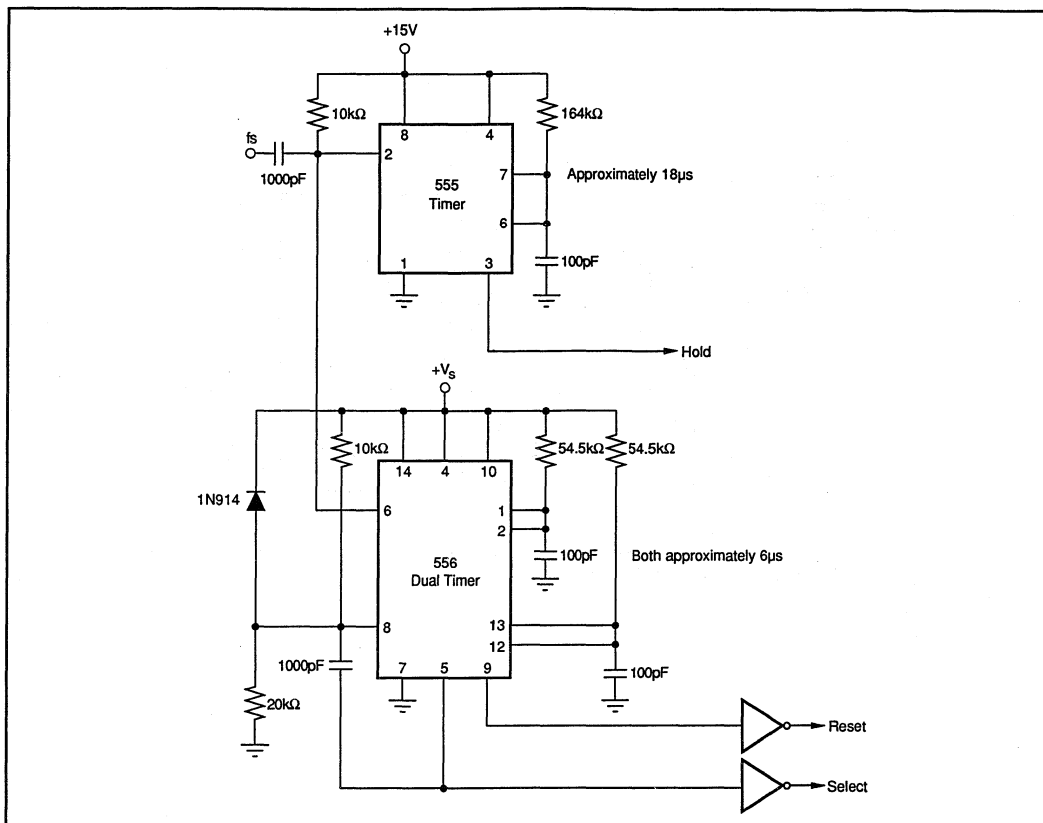 +15V
10kΩ
164kΩ
8
4
fs
2
1000pF
7
Approximately 18µs
555
Timer
6
1
3
100pF
Hold
+VS
10kΩ
54.5kΩ
54.5kΩ
14
4
10
1N914
6
1
2
556
Dual Timer
100pF
Both approximately 6µs
8
13
12
1000pF
7
5
9
100pF
20kΩ
Reset
Select